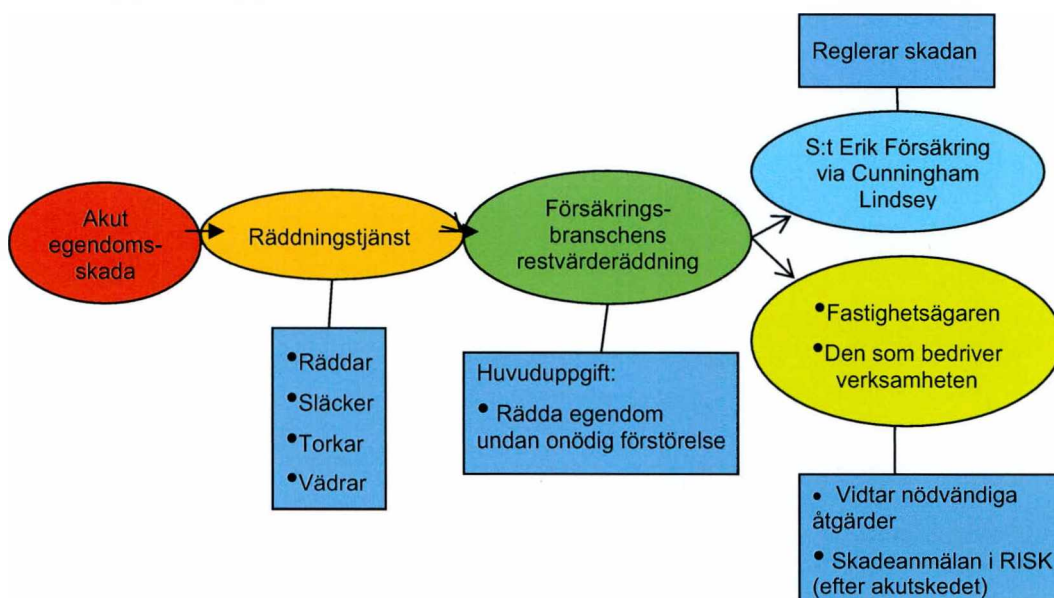 Reglerar skadan
S:t Erik Försäkring
via Cunningham
Lindsey
Akut
egendoms-
skada
Räddningstjänst
Försäkrings-
branschens
restvärderäddning
•Fastighetsägaren
•Den som bedriver
verksamheten
•Räddar
•Släcker
•Torkar
•Vädrar
Huvuduppgift:
• Rädda egendom
undan onödig förstörelse
• Vidtar nödvändiga
åtgärder
• Skadeanmälan i RISK
(efter akutskedet)